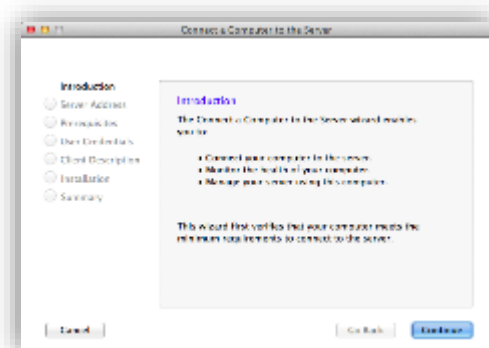 Connect a Computer to the Server
Introduction
Server Address
Prerequisites
User Credentials
Client Description
Installation
Summary
Introduction
The Connect a Computer to the Server wizard enables
you to:
• Connect your computer to the server.
• Monitor the health of your computer.
• Manage your server using this computer.
This wizard first verifies that your computer meets the
minimum requirements to connect to the server.
Cancel
Go Back
Continue